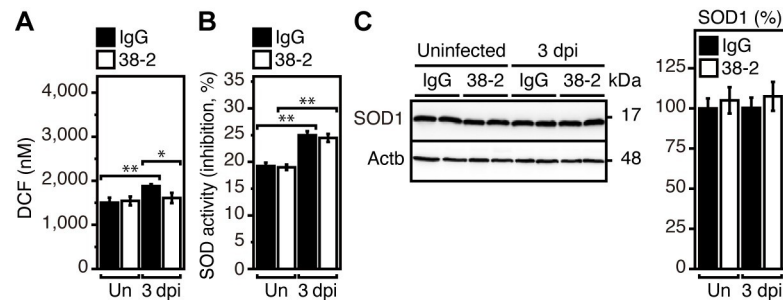 A
IgG
38-2
DCF (nM)
4,000
3,000
2,000
1,000
0
**
*
Un 3 dpi
B
IgG
38-2
SOD activity (inhibition, %)
35
30
25
20
15
10
5
0
**
**
Un 3 dpi
C
Uninfected 3 dpi
IgG 38-2 IgG 38-2 kDa
SOD1 17
Actb 48
SOD1 (%)
IgG
38-2
125
100
75
50
25
0
Un 3 dpi